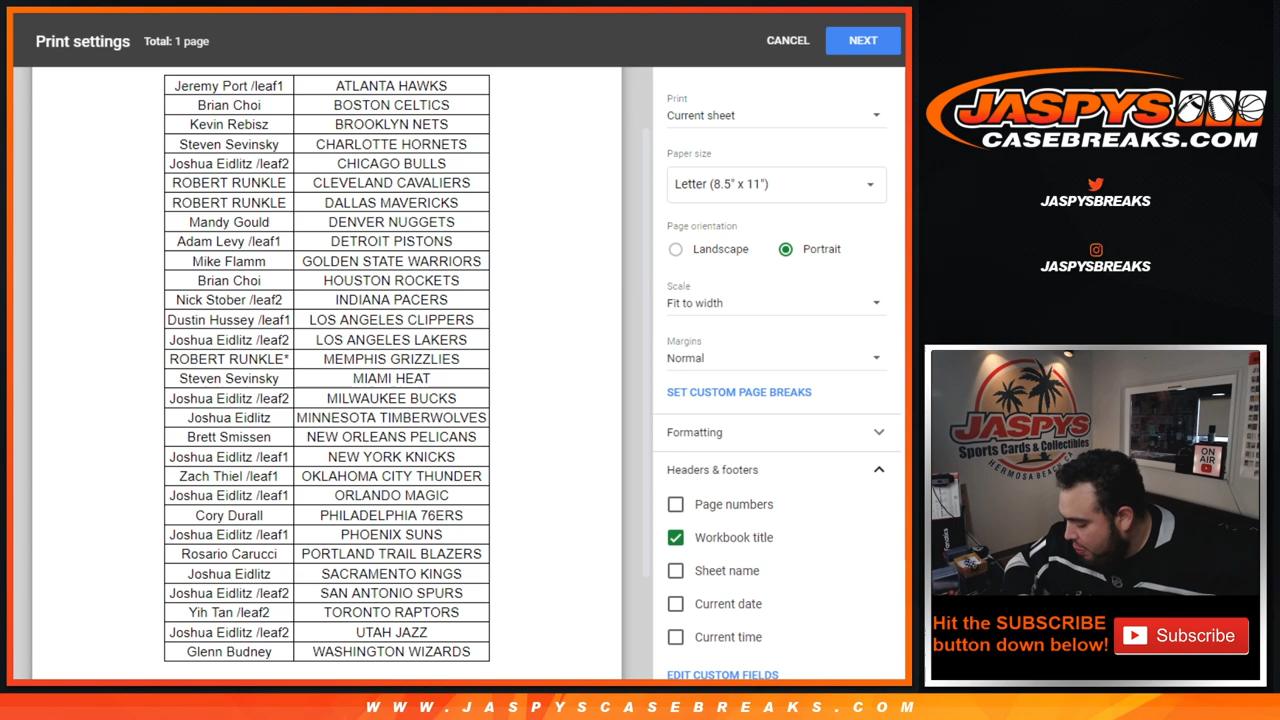 Print settings Total: 1 page CANCEL NEXT
Jeremy Port /leaf1 ATLANTA HAWKS
Brian Choi BOSTON CELTICS
Kevin Rebisz BROOKLYN NETS
Steven Sevinsky CHARLOTTE HORNETS
Joshua Eidlitz /leaf2 CHICAGO BULLS
ROBERT RUNKLE CLEVELAND CAVALIERS
ROBERT RUNKLE DALLAS MAVERICKS
Mandy Gould DENVER NUGGETS
Adam Levy /leaf1 DETROIT PISTONS
Mike Flamm GOLDEN STATE WARRIORS
Brian Choi HOUSTON ROCKETS
Nick Stober /leaf2 INDIANA PACERS
Dustin Hussey /leaf1 LOS ANGELES CLIPPERS
Joshua Eidlitz /leaf2 LOS ANGELES LAKERS
ROBERT RUNKLE* MEMPHIS GRIZZLIES
Steven Sevinsky MIAMI HEAT
Joshua Eidlitz /leaf2 MILWAUKEE BUCKS
Joshua Eidlitz MINNESOTA TIMBERWOLVES
Brett Smissen NEW ORLEANS PELICANS
Joshua Eidlitz /leaf1 NEW YORK KNICKS
Zach Thiel /leaf1 OKLAHOMA CITY THUNDER
Joshua Eidlitz /leaf1 ORLANDO MAGIC
Cory Durall PHILADELPHIA 76ERS
Joshua Eidlitz /leaf1 PHOENIX SUNS
Rosario Carucci PORTLAND TRAIL BLAZERS
Joshua Eidlitz SACRAMENTO KINGS
Joshua Eidlitz /leaf2 SAN ANTONIO SPURS
Yih Tan /leaf2 TORONTO RAPTORS
Joshua Eidlitz /leaf2 UTAH JAZZ
Glenn Budney WASHINGTON WIZARDS
Print
Current sheet
Paper size
Letter (8.5" x 11")
Page orientation
Landscape Portrait
Scale
Fit to width
Margins
Normal
SET CUSTOM PAGE BREAKS
Formatting
Headers & footers
Page numbers
Workbook title
Sheet name
Current date
Current time
EDIT CUSTOM FIELDS
JASPYS
CASEBREAKS.COM
JASPYSBREAKS
JASPYSBREAKS
JASPYS
Sports Cards & Collectibles
HERMOSA BEACH, CA
ON
AIR
Fanatics
Hit the SUBSCRIBE
button down below!
Subscribe
WWW.JASPYSCASEBREAKS.COM